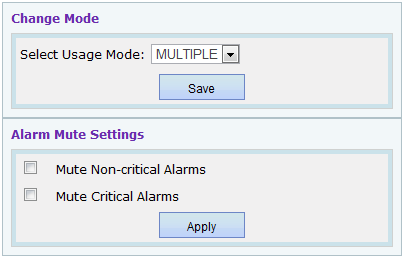 Change Mode
Select Usage Mode: MULTIPLE
Save
Alarm Mute Settings
Mute Non-critical Alarms
Mute Critical Alarms
Apply